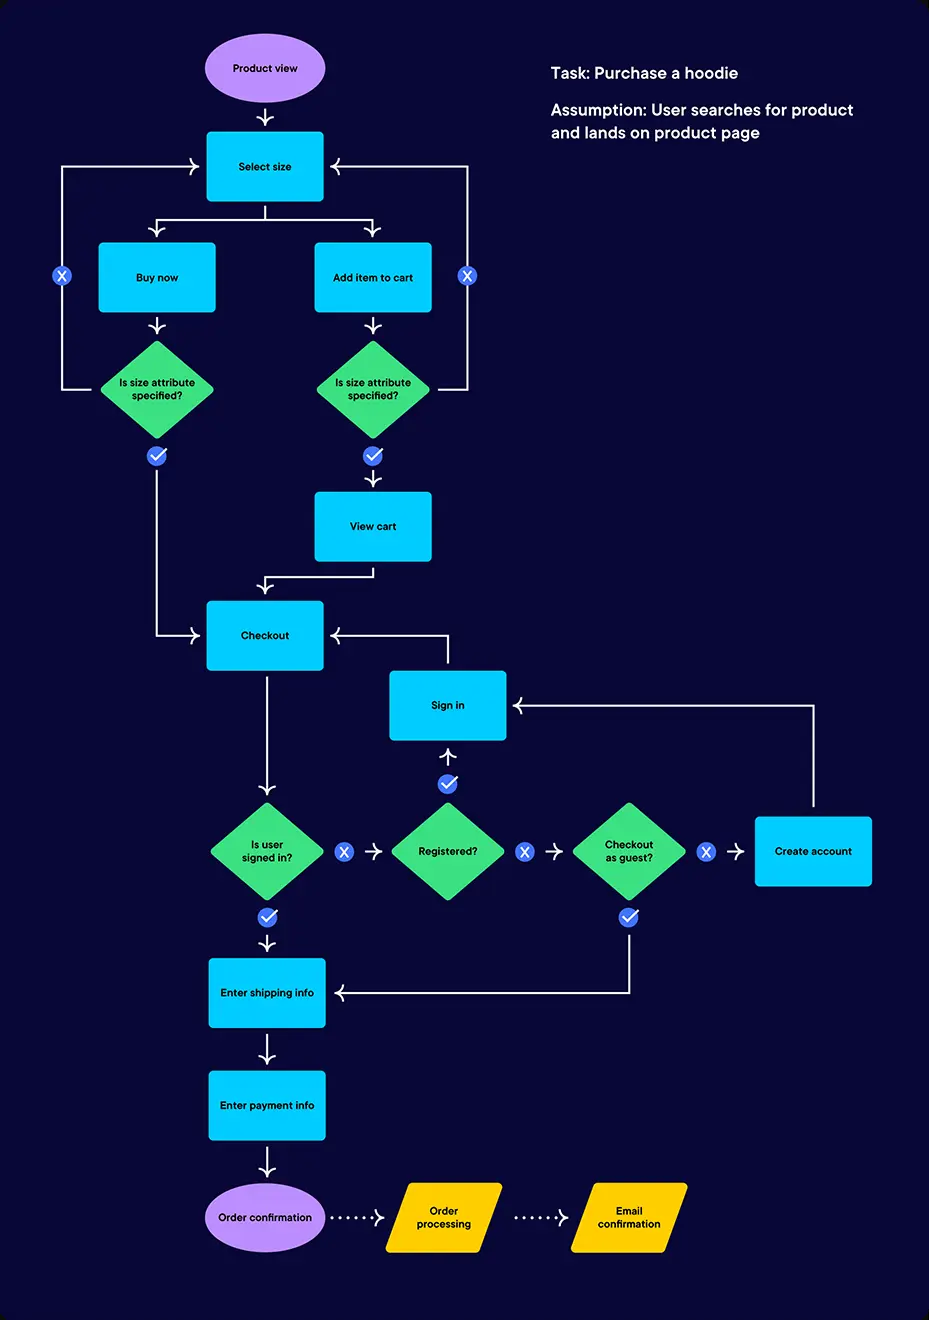 Product view
Task: Purchase a hoodie
Assumption: User searches for product
and lands on product page
Select size
Buy now
Add item to cart
X
X
Is size attribute
specified?
Is size attribute
specified?
View cart
Checkout
Sign in
Is user
signed in?
X
Registered?
X
Checkout
as guest?
X
Create account
Enter shipping info
Enter payment info
Order confirmation
Order
processing
Email
confirmation